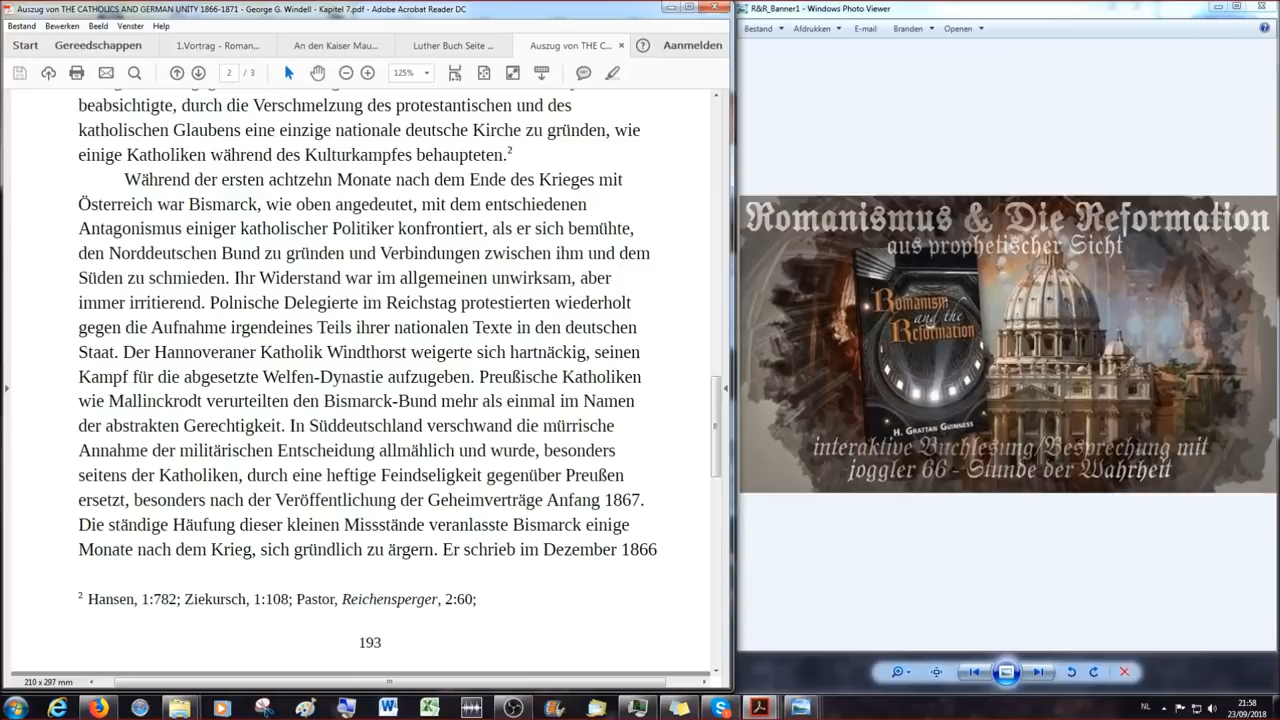 Auszug von THE CATHOLICS AND GERMAN UNITY 1866-1871 - George G. Windell - Kapitel 7.pdf - Adobe Acrobat Reader DC
Bestand Bewerken Beeld Venster Help
Start Gereedschappen 1.Vortrag - Roman... An den Kaiser Mau... Luther Buch Seite ... Auszug von THE C... × Aanmelden
2 / 3 125%
beabsichtigte, durch die Verschmelzung des protestantischen und des
katholischen Glaubens eine einzige nationale deutsche Kirche zu gründen, wie
einige Katholiken während des Kulturkampfes behaupteten.²
Während der ersten achtzehn Monate nach dem Ende des Krieges mit
Österreich war Bismarck, wie oben angedeutet, mit dem entschiedenen
Antagonismus einiger katholischer Politiker konfrontiert, als er sich bemühte,
den Norddeutschen Bund zu gründen und Verbindungen zwischen ihm und dem
Süden zu schmieden. Ihr Widerstand war im allgemeinen unwirksam, aber
immer irritierend. Polnische Delegierte im Reichstag protestierten wiederholt
gegen die Aufnahme irgendeines Teils ihrer nationalen Texte in den deutschen
Staat. Der Hannoveraner Katholik Windthorst weigerte sich hartnäckig, seinen
Kampf für die abgesetzte Welfen-Dynastie aufzugeben. Preußische Katholiken
wie Mallinckrodt verurteilten den Bismarck-Bund mehr als einmal im Namen
der abstrakten Gerechtigkeit. In Süddeutschland verschwand die mürrische
Annahme der militärischen Entscheidung allmählich und wurde, besonders
seitens der Katholiken, durch eine heftige Feindseligkeit gegenüber Preußen
ersetzt, besonders nach der Veröffentlichung der Geheimverträge Anfang 1867.
Die ständige Häufung dieser kleinen Missstände veranlasste Bismarck einige
Monate nach dem Krieg, sich gründlich zu ärgern. Er schrieb im Dezember 1866
² Hansen, 1:782; Ziekursch, 1:108; Pastor, Reichensperger, 2:60;
193
210 x 297 mm
R&R_Banner1 - Windows Photo Viewer
Bestand Afdrukken E-mail Branden Openen
Romanismus & Die Reformation
aus prophetischer Sicht
Romanism
and the
Reformation
H. GRATTAN GUINNESS
interaktive Buchlesung/Besprechung mit
joggler 66 - Stunde der Wahrheit
NL 21:58
23/09/2018